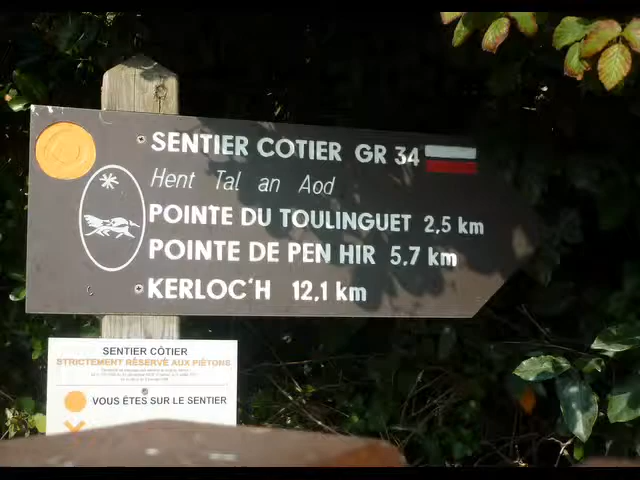 SENTIER COTIER GR 34
Hent Tal an Aod
POINTE DU TOULINGUET 2,5 km
POINTE DE PEN HIR 5,7 km
KERLOC'H 12,1 km
SENTIER CÔTIER
STRICTEMENT RÉSERVÉ AUX PIÉTONS
VOUS ÊTES SUR LE SENTIER